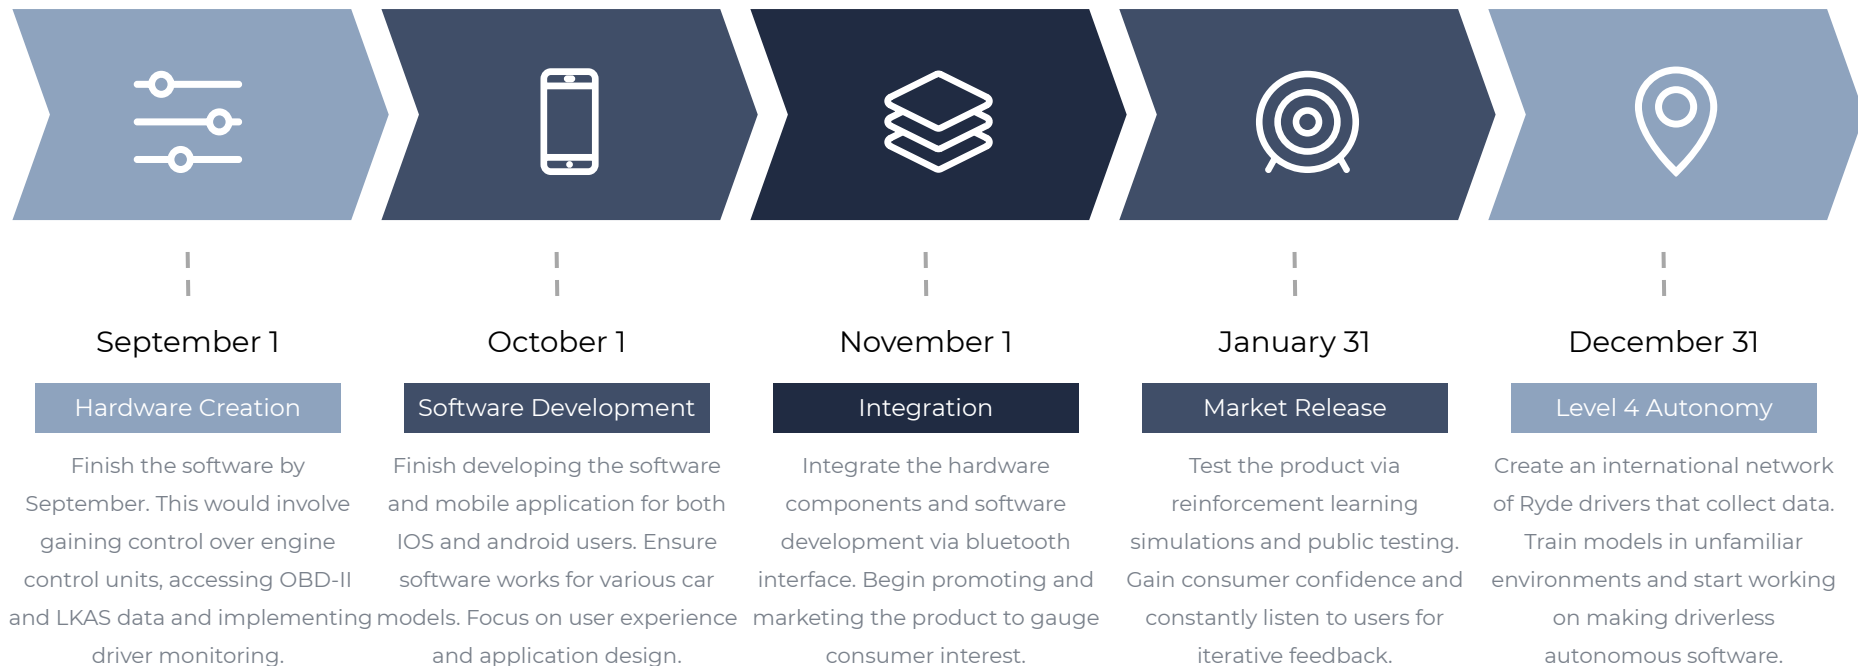 September 1
Hardware Creation
Finish the software by
September. This would involve
gaining control over engine
control units, accessing OBD-II
and LKAS data and implementing
driver monitoring.
October 1
Software Development
Finish developing the software
and mobile application for both
IOS and android users. Ensure
software works for various car
models. Focus on user experience
and application design.
November 1
Integration
Integrate the hardware
components and software
development via bluetooth
interface. Begin promoting and
marketing the product to gauge
consumer interest.
January 31
Market Release
Test the product via
reinforcement learning
simulations and public testing.
Gain consumer confidence and
constantly listen to users for
iterative feedback.
December 31
Level 4 Autonomy
Create an international network
of Ryde drivers that collect data.
Train models in unfamiliar
environments and start working
on making driverless
autonomous software.